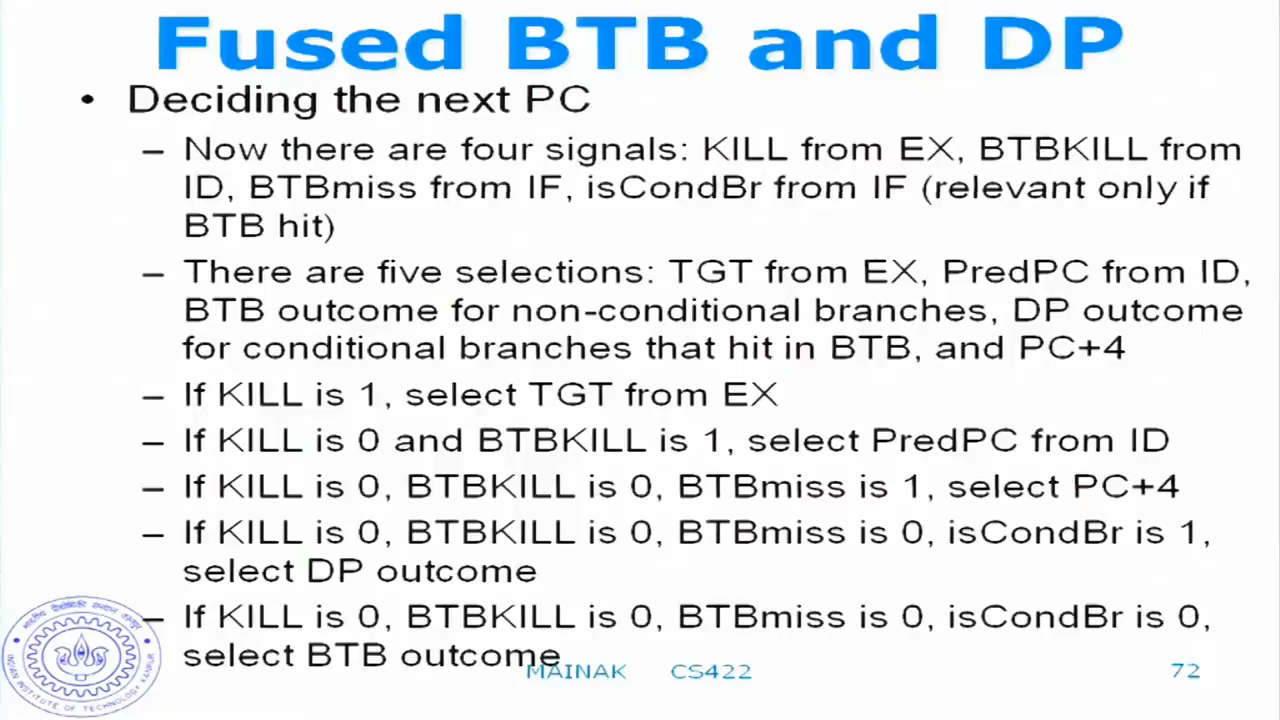 Fused BTB and DP
• Deciding the next PC
– Now there are four signals: KILL from EX, BTBKILL from
ID, BTBmiss from IF, isCondBr from IF (relevant only if
BTB hit)
– There are five selections: TGT from EX, PredPC from ID,
BTB outcome for non-conditional branches, DP outcome
for conditional branches that hit in BTB, and PC+4
– If KILL is 1, select TGT from EX
– If KILL is 0 and BTBKILL is 1, select PredPC from ID
– If KILL is 0, BTBKILL is 0, BTBmiss is 1, select PC+4
– If KILL is 0, BTBKILL is 0, BTBmiss is 0, isCondBr is 1,
select DP outcome
– If KILL is 0, BTBKILL is 0, BTBmiss is 0, isCondBr is 0,
select BTB outcome
MAINAK CS422
72
INDIAN INSTITUTE OF TECHNOLOGY KANPUR